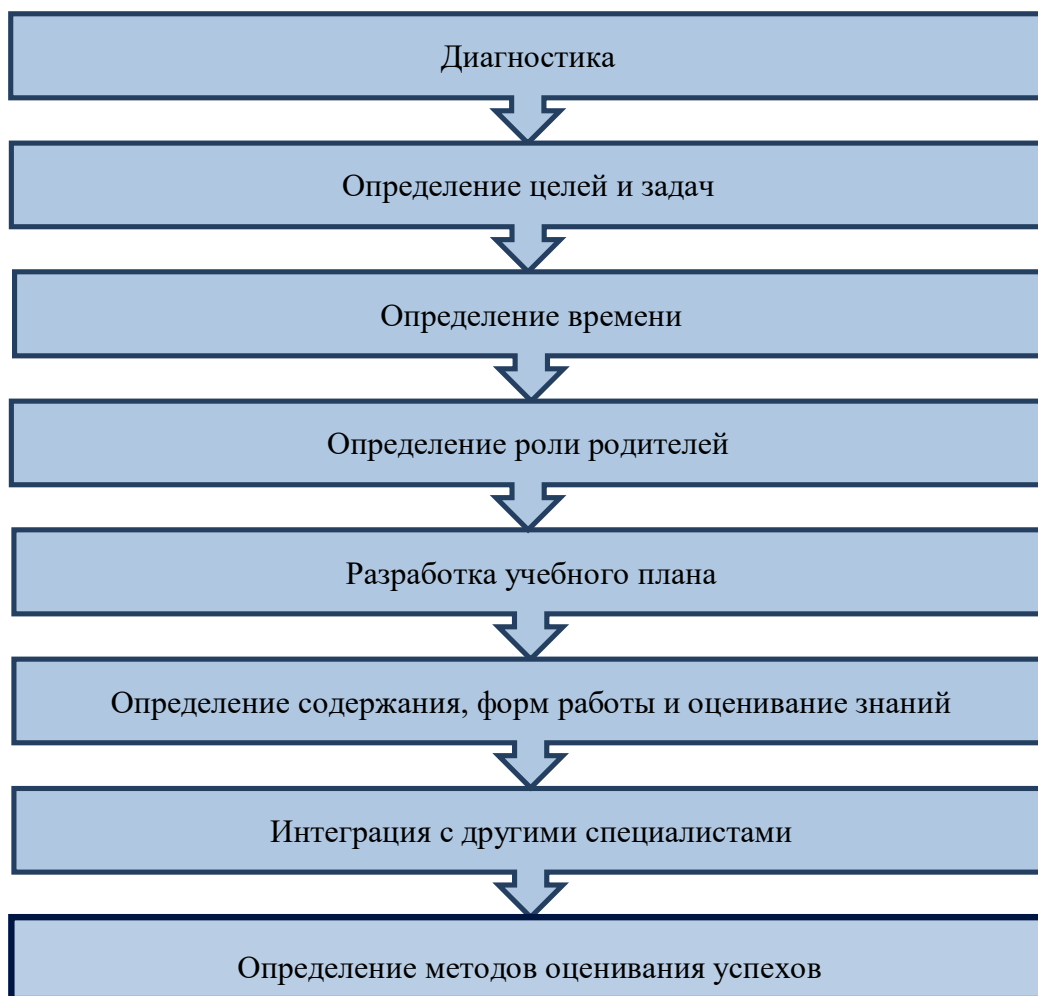 Диагностика
Определение целей и задач
Определение времени
Определение роли родителей
Разработка учебного плана
Определение содержания, форм работы и оценивание знаний
Интеграция с другими специалистами
Определение методов оценивания успехов